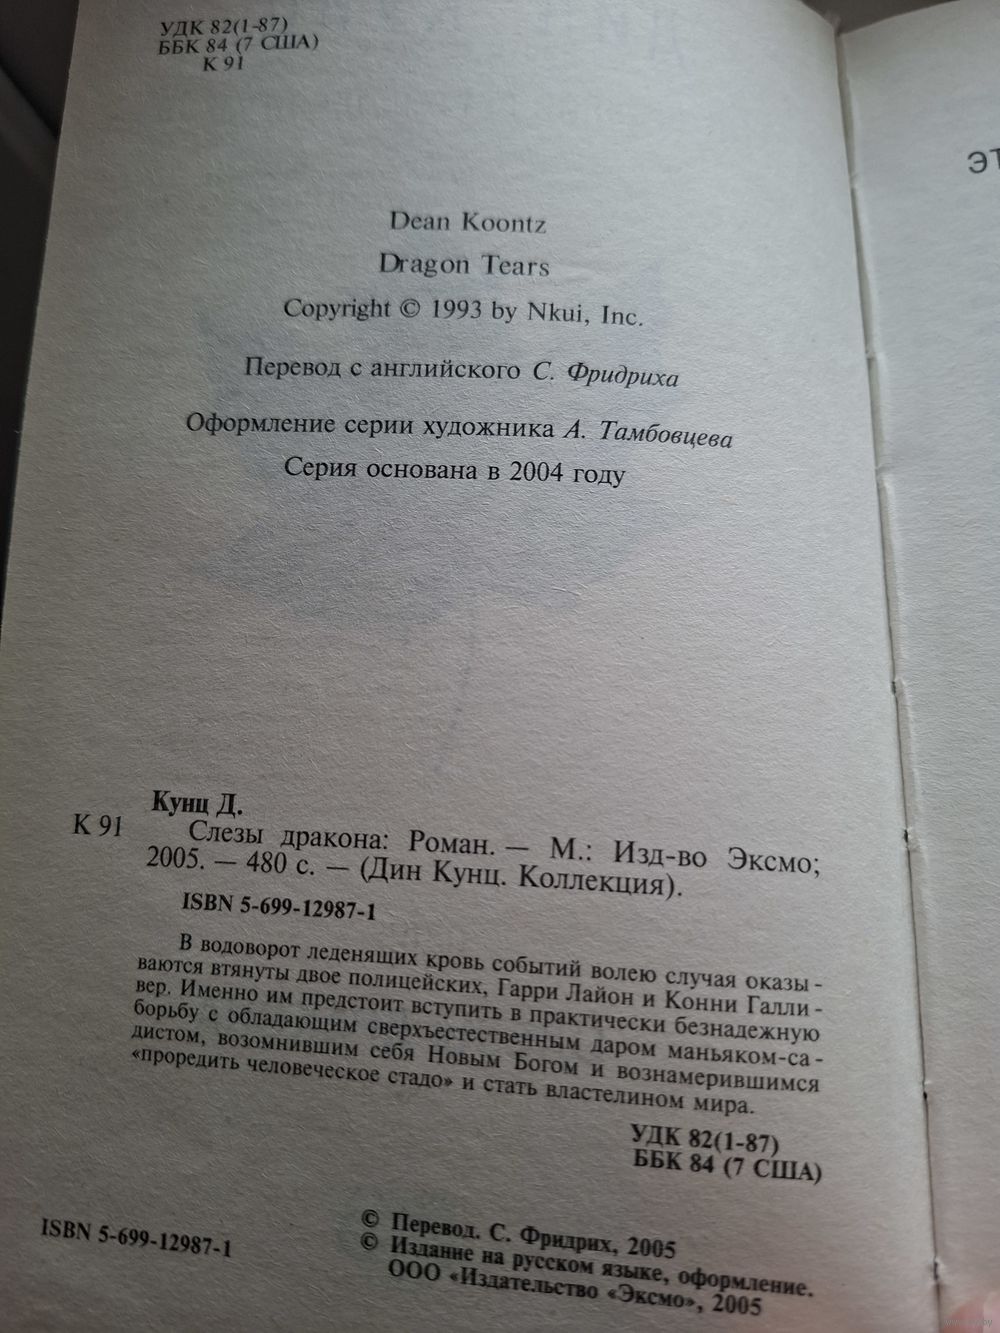 УДК 82(1-87)
ББК 84 (7 США)
К 91
эт
Dean Koontz
Dragon Tears
Copyright © 1993 by Nkui, Inc.
Перевод с английского С. Фридриха
Оформление серии художника А. Тамбовцева
Серия основана в 2004 году
Кунц Д.
К 91 Слезы дракона: Роман. — М.: Изд-во Эксмо;
2005. — 480 с. — (Дин Кунц. Коллекция).
ISBN 5-699-12987-1
В водоворот леденящих кровь событий волею случая оказы-
ваются втянуты двое полицейских, Гарри Лайон и Конни Галли-
вер. Именно им предстоит вступить в практически безнадежную
борьбу с обладающим сверхъестественным даром маньяком-са-
дистом, возомнившим себя Новым Богом и вознамерившимся
«проредить человеческое стадо» и стать властелином мира.
УДК 82(1-87)
ББК 84 (7 США)
© Перевод. С. Фридрих, 2005
© Издание на русском языке, оформление.
ООО «Издательство «Эксмо», 2005
ISBN 5-699-12987-1